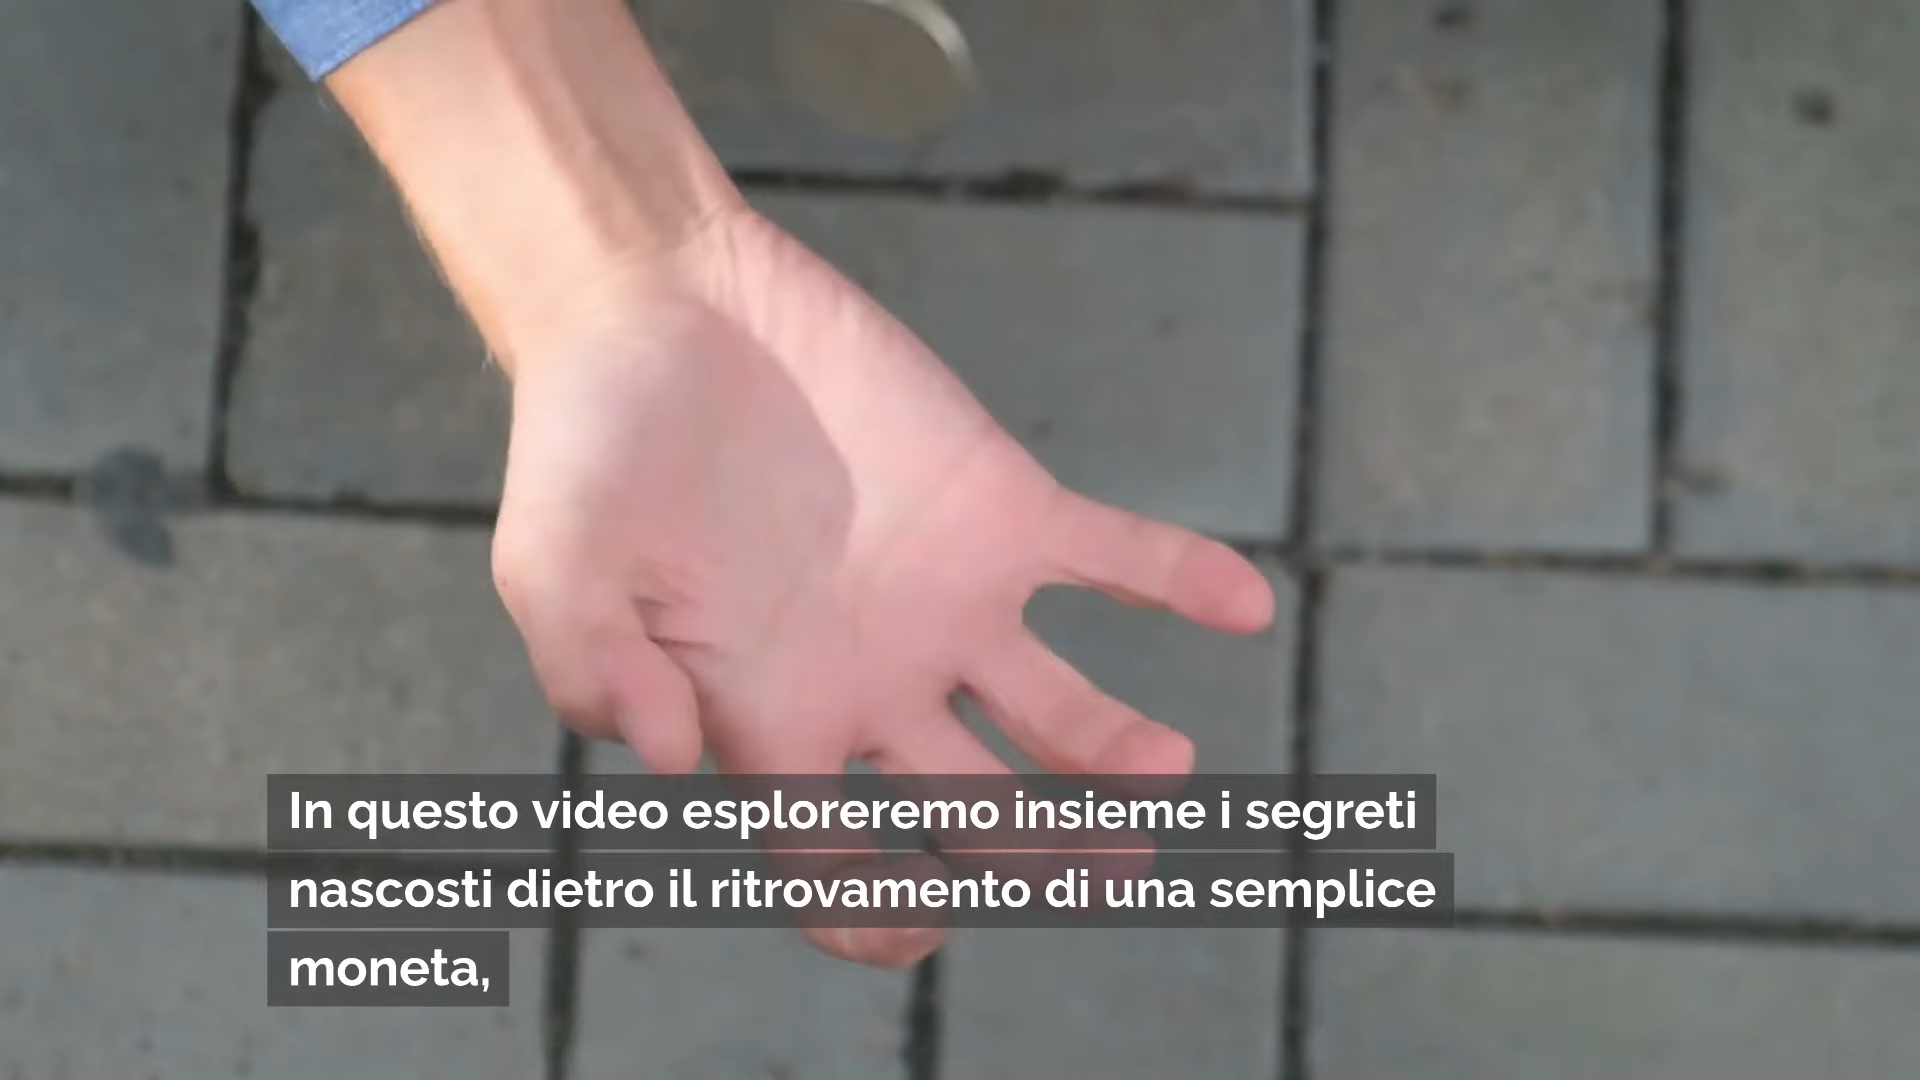 In questo video esploreremo insieme i segreti
nascosti dietro il ritrovamento di una semplice
moneta,